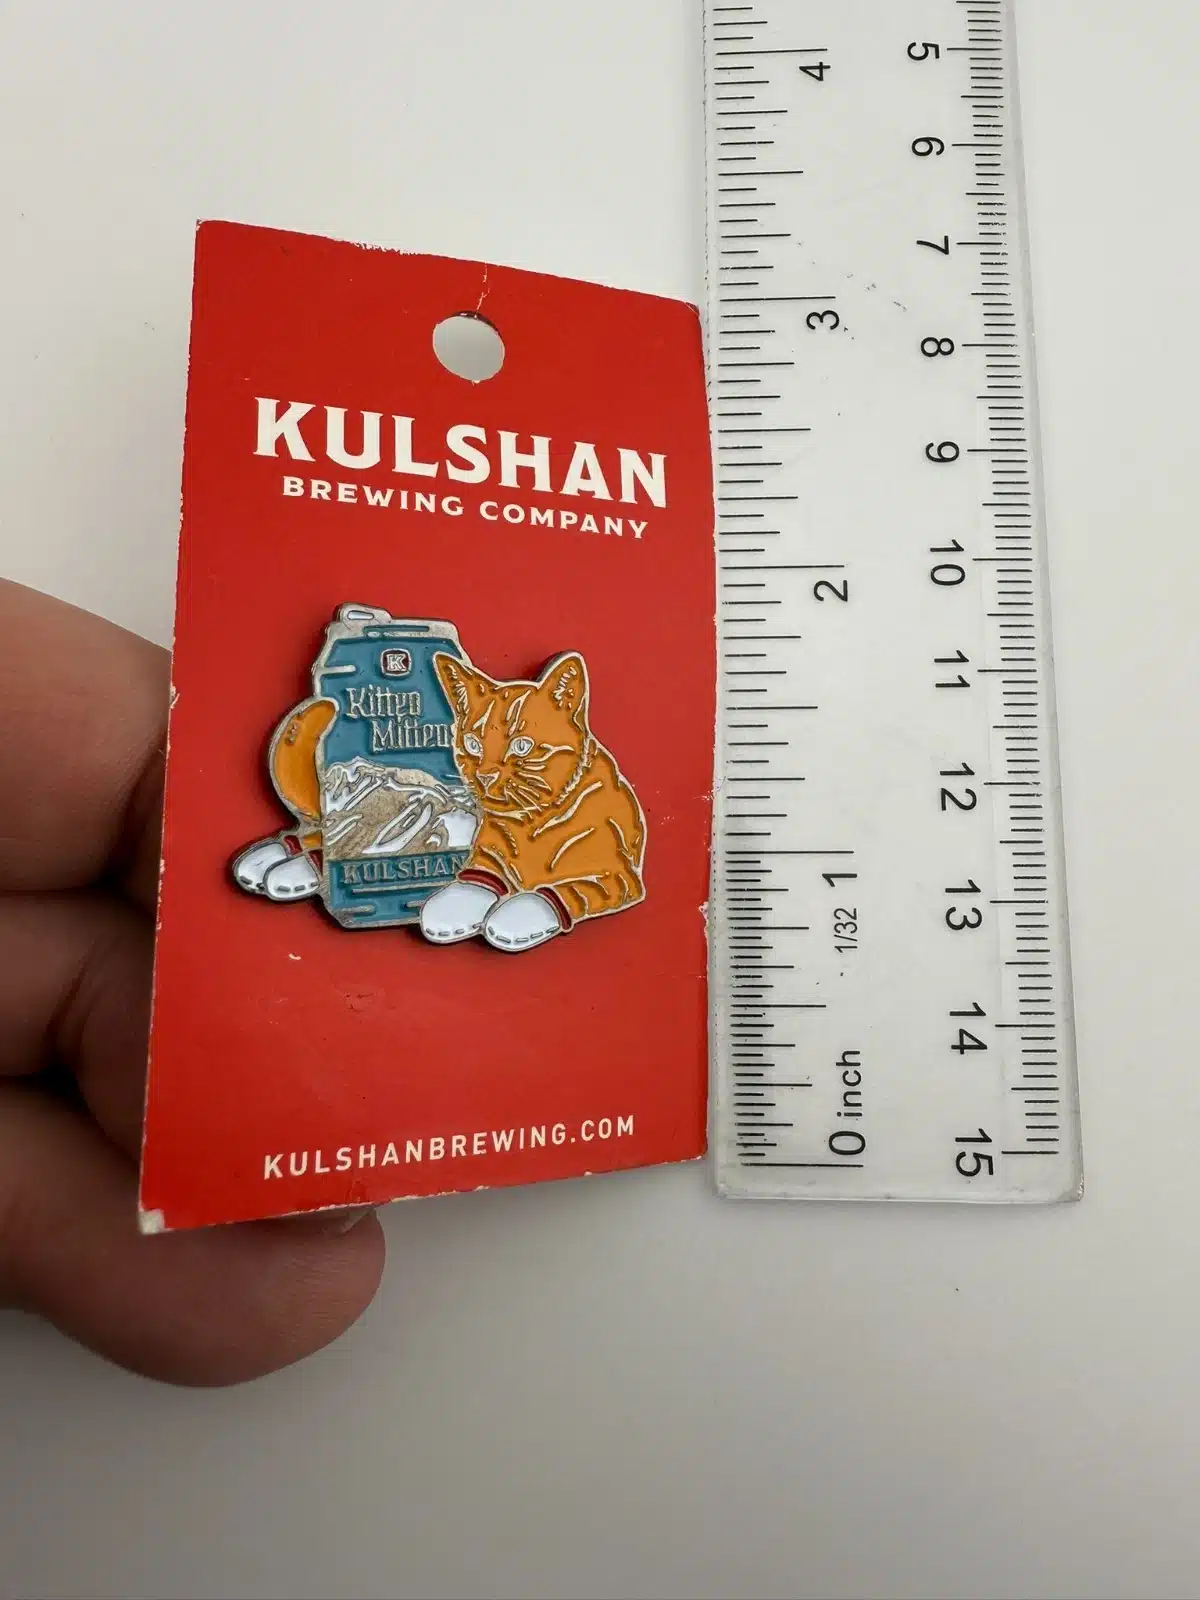 KULSHAN
BREWING COMPANY
K
Kitten
Mittens
KULSHAN
KULSHANBREWING.COM
4
3
2
1
1/32
0 inch
5
6
7
8
9
10
11
12
13
14
15